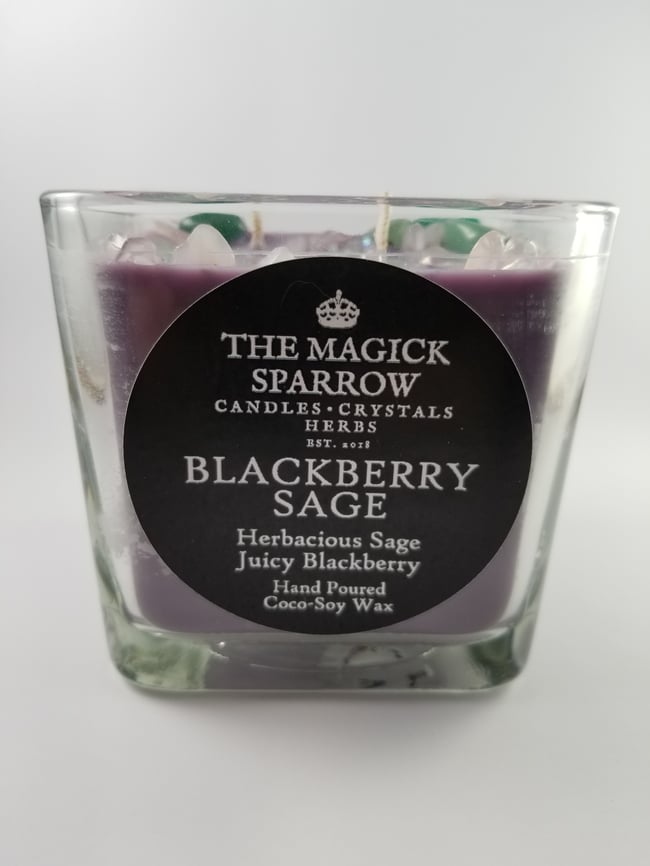 THE MAGICK
SPARROW
CANDLES • CRYSTALS
HERBS
EST. 2018
BLACKBERRY
SAGE
Herbacious Sage
Juicy Blackberry
Hand Poured
Coco-Soy Wax